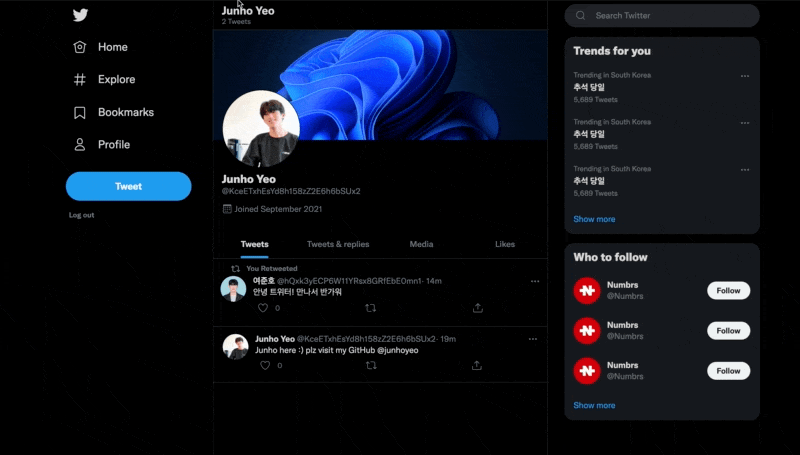 Home
Explore
Bookmarks
Profile
Tweet
Log out
Junho Yeo
2 Tweets
Junho Yeo
@KceETxhEsYd8h158zZ2E6h6bSUx2
Joined September 2021
Tweets
Tweets & replies
Media
Likes
You Retweeted
여준호 @hQxk3yECP6W11YRsx8GRfEbE0mn1· 14m
안녕 트위터! 만나서 반가워
0
Junho Yeo @KceETxhEsYd8h158zZ2E6h6bSUx2· 19m
Junho here :) plz visit my GitHub @junhoyeo
0
Search Twitter
Trends for you
Trending in South Korea
추석 당일
5,689 Tweets
Trending in South Korea
추석 당일
5,689 Tweets
Trending in South Korea
추석 당일
5,689 Tweets
Show more
Who to follow
Numbrs
@Numbrs
Follow
Numbrs
@Numbrs
Follow
Numbrs
@Numbrs
Follow
Show more